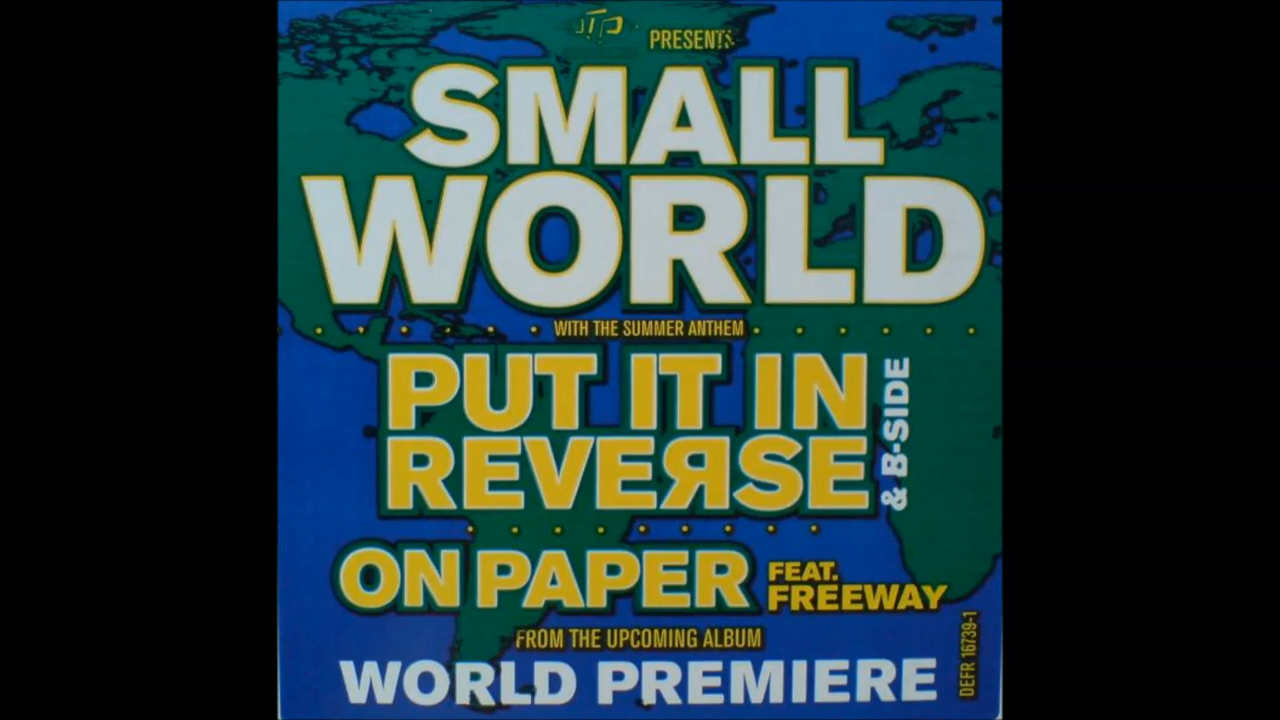 PRESENTS
SMALL
WORLD
WITH THE SUMMER ANTHEM
PUT IT IN
REVEЯSE
& B-SIDE
ON PAPER
FEAT.
FREEWAY
FROM THE UPCOMING ALBUM
WORLD PREMIERE
DEFR 16739-1